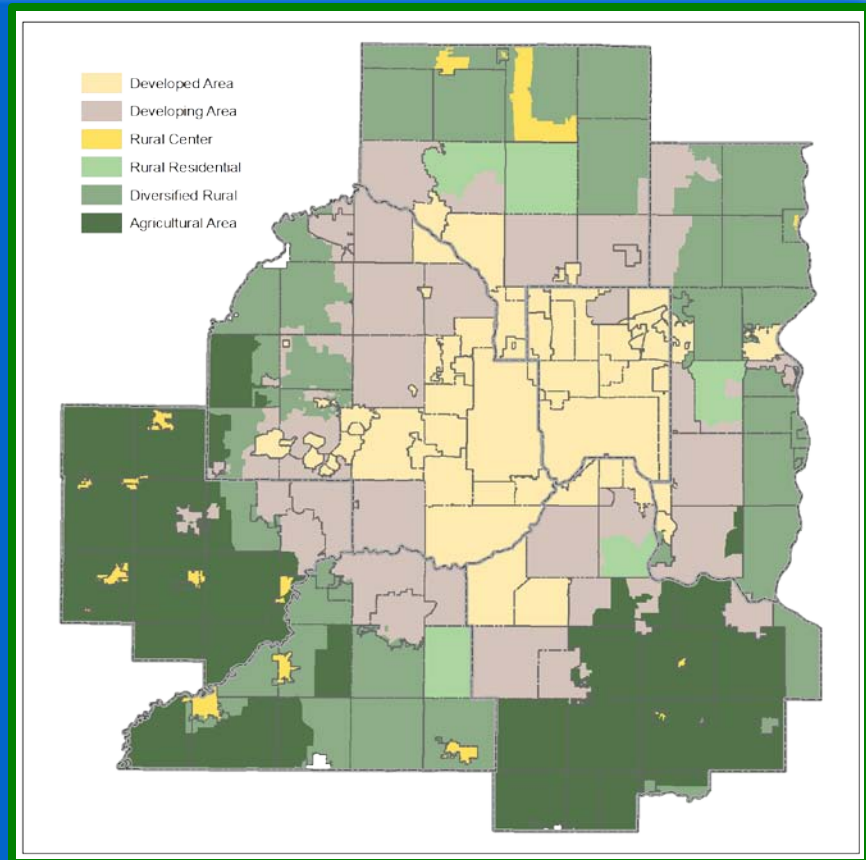 Developed Area
Developing Area
Rural Center
Rural Residential
Diversified Rural
Agricultural Area